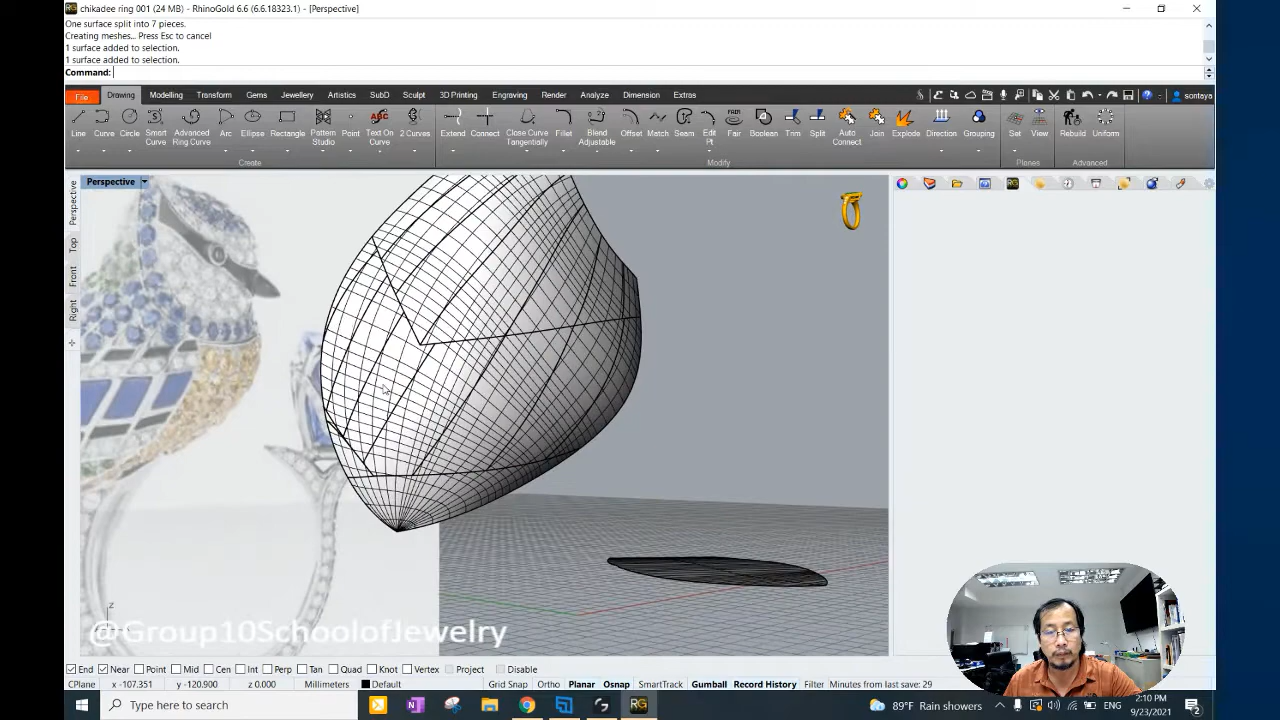 chikadee ring 001 (24 MB) - RhinoGold 6.6 (6.6.18323.1) - [Perspective]
One surface split into 7 pieces.
Creating meshes... Press Esc to cancel
1 surface added to selection.
1 surface added to selection.
Command:
File Drawing Modelling Transform Gems Jewellery Artistics SubD Sculpt 3D Printing Engraving Render Analyze Dimension Extras sontaya
Line Curve Circle Smart Curve Advanced Ring Curve Arc Ellipse Rectangle Pattern Studio Point Text On Curve 2 Curves Extend Connect Close Curve Tangentially Fillet Blend Adjustable Offset Match Seam Edit Pt Fair Boolean Trim Split Auto Connect Join Explode Direction Grouping Set View Rebuild Uniform
Create Modify Planes Advanced
Perspective
Perspective
Top
Front
Right
z
@Group10SchoolofJewelry
End Near Point Mid Cen Int Perp Tan Quad Knot Vertex Project Disable
CPlane x -107.351 y -120.900 z 0.000 Millimeters Default Grid Snap Ortho Planar Osnap SmartTrack Gumball Record History Filter Minutes from last save: 29
Type here to search
89°F Rain showers
ENG
2:10 PM
9/23/2021
2